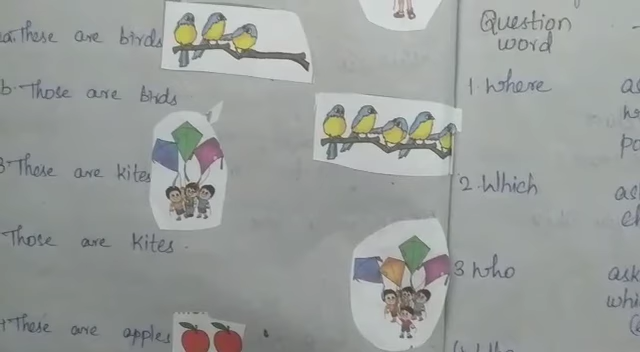 a. These are birds
b. Those are birds
3 These are kites
Those are kites.
These are apples
Question word
1. where
2. Which
3 who